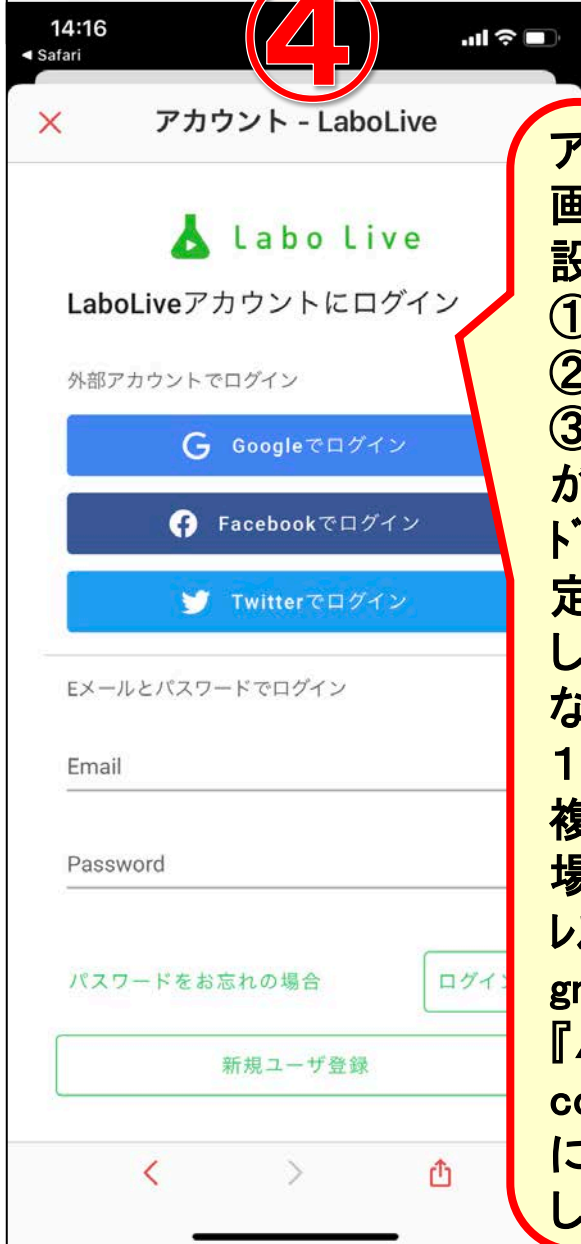 14:16
④
◀ Safari
アカウント - LaboLive
Labo Live
LaboLiveアカウントにログイン
外部アカウントでログイン
Googleでログイン
Facebookでログイン
Twitterでログイン
Eメールとパスワードでログイン
Email
Password
パスワードをお忘れの場合
ログイン
新規ユーザ登録
ア
画
設
①
②
③
が
ド
定
し
な
１
複
場
レ
gr
『
co
に
し